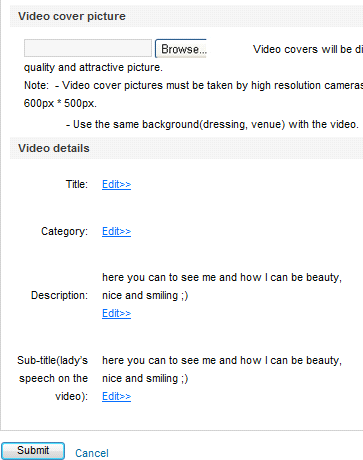 Video cover picture
Browse... Video covers will be di
quality and attractive picture.
Note: - Video cover pictures must be taken by high resolution cameras
600px * 500px.
- Use the same background(dressing, venue) with the video.
Video details
Title: Edit>>
Category: Edit>>
here you can to see me and how I can be beauty,
Description: nice and smiling ;)
Edit>>
Sub-title(lady's here you can to see me and how I can be beauty,
speech on the nice and smiling ;)
video): Edit>>
Submit Cancel